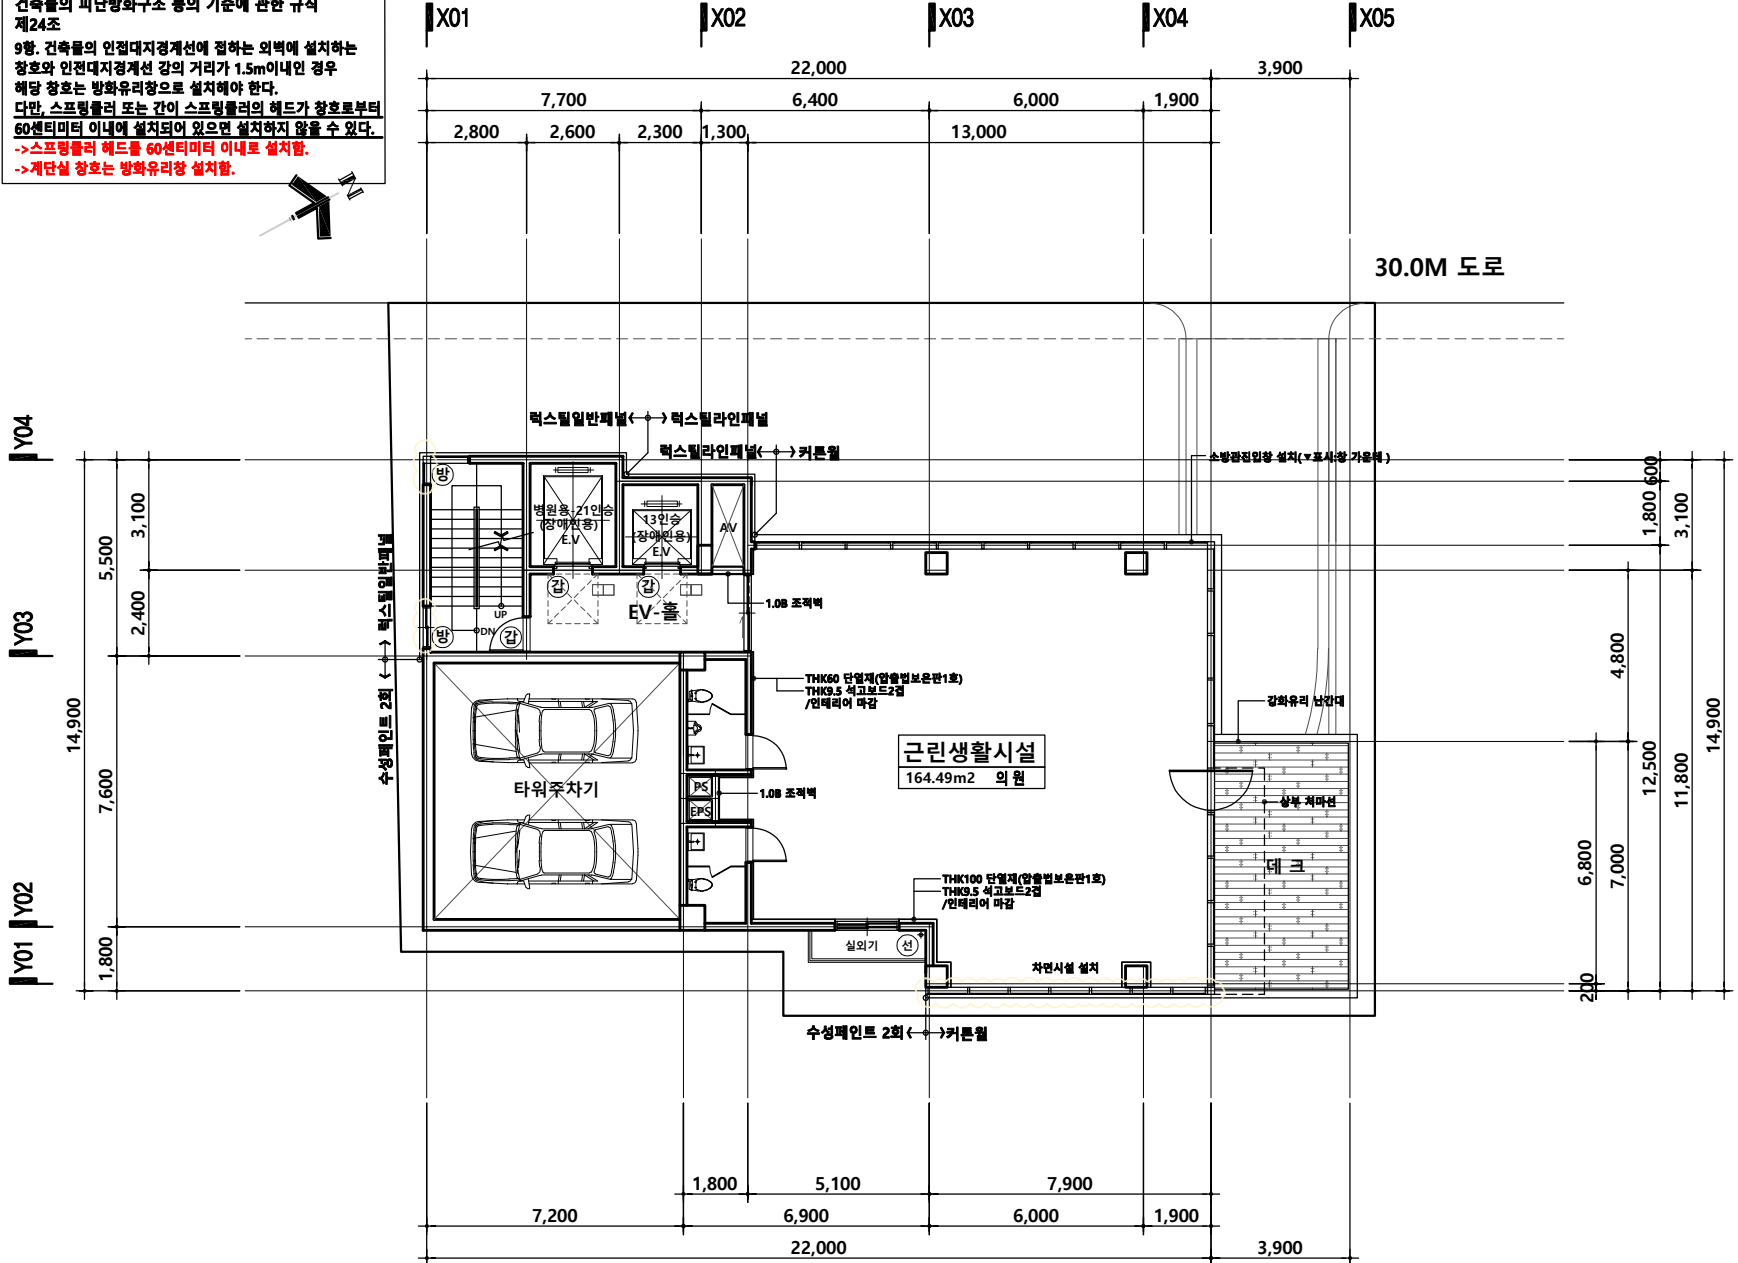 건축물의 피난방화구조 등의 기준에 관한 규칙
제24조
9항. 건축물의 인접대지경계선에 접하는 외벽에 설치하는
창호와 인전대지경계선 강의 거리가 1.5m이내인 경우
해당 창호는 방화유리창으로 설치해야 한다.
다만, 스프링클러 또는 간이 스프링클러의 헤드가 창호로부터
60센티미터 이내에 설치되어 있으면 설치하지 않을 수 있다.
->스프링클러 헤드를 60센티미터 이내로 설치함.
->계단실 창호는 방화유리창 설치함.
N
X01
X02
X03
X04
X05
22,000
3,900
7,700
6,400
6,000
1,900
2,800
2,600
2,300
1,300
13,000
30.0M 도로
Y04
Y03
Y02
Y01
3,100
5,500
2,400
14,900
7,600
1,800
럭스틸일반패널
럭스틸라인패널
럭스틸라인패널
커튼월
소방관진입창 설치(▼표시:창 가운데 )
럭스틸일반패널
수성페인트 2회
방
병원용-21인승
(장애인용)
E.V
13인승
(장애인용)
E.V
AV
갑
갑
EV-홀
1.0B 조적벽
UP
DN
방
갑
THK60 단열재(압출법보온판1호)
THK9.5 석고보드2겹
/인테리어 마감
강화유리 난간대
근린생활시설
164.49m2 의원
타워주차기
PS
EPS
1.0B 조적벽
상부 처마선
데 크
THK100 단열재(압출법보온판1호)
THK9.5 석고보드2겹
/인테리어 마감
실외기
선
차면시설 설치
수성페인트 2회
커튼월
600
1,800
3,100
4,800
14,900
12,500
11,800
6,800
7,000
200
1,800
5,100
7,900
7,200
6,900
6,000
1,900
22,000
3,900